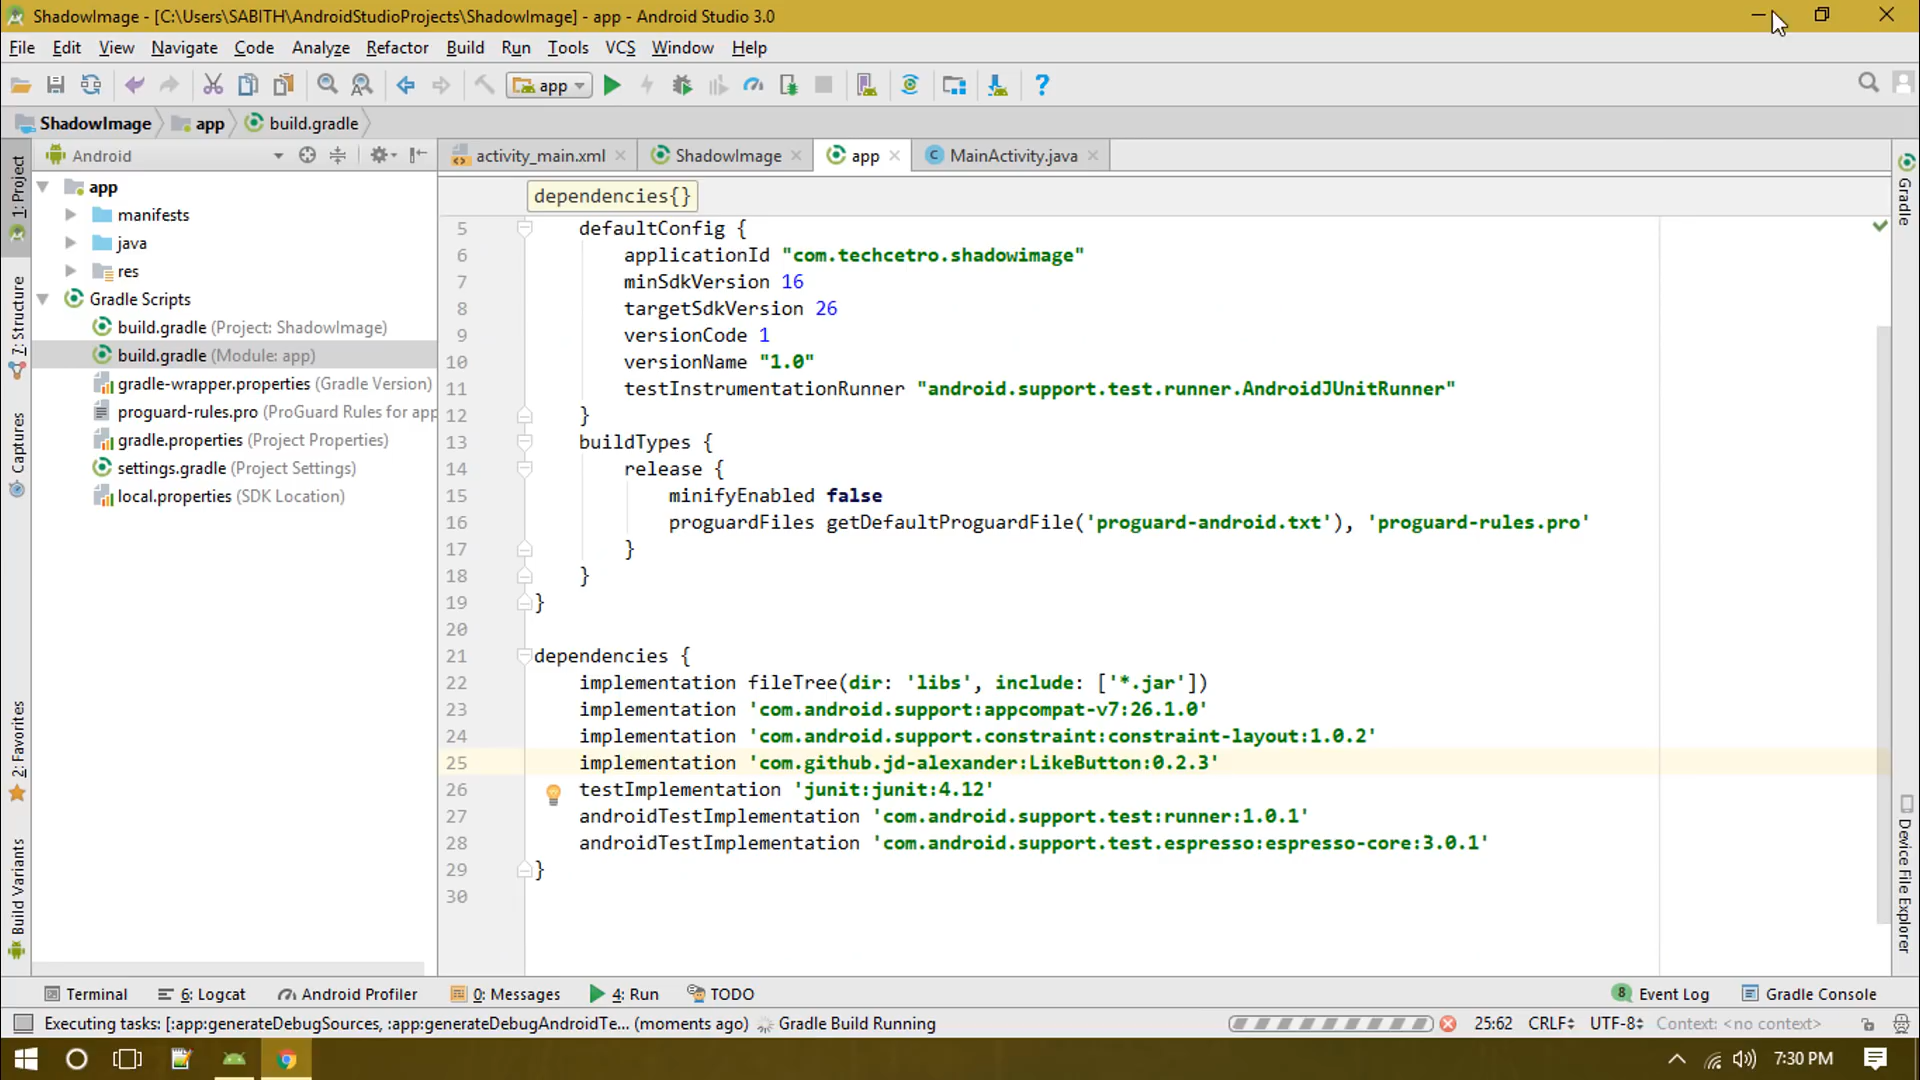 ShadowImage - [C:\Users\SABITH\AndroidStudioProjects\ShadowImage] - app - Android Studio 3.0
File Edit View Navigate Code Analyze Refactor Build Run Tools VCS Window Help
app
ShadowImage app build.gradle
Android
activity_main.xml ShadowImage app MainActivity.java
dependencies{}
1: Project
7: Structure
Captures
2: Favorites
Build Variants
app
manifests
java
res
Gradle Scripts
build.gradle (Project: ShadowImage)
build.gradle (Module: app)
gradle-wrapper.properties (Gradle Version)
proguard-rules.pro (ProGuard Rules for app
gradle.properties (Project Properties)
settings.gradle (Project Settings)
local.properties (SDK Location)
5 defaultConfig {
6 applicationId "com.techcetro.shadowimage"
7 minSdkVersion 16
8 targetSdkVersion 26
9 versionCode 1
10 versionName "1.0"
11 testInstrumentationRunner "android.support.test.runner.AndroidJUnitRunner"
12 }
13 buildTypes {
14 release {
15 minifyEnabled false
16 proguardFiles getDefaultProguardFile('proguard-android.txt'), 'proguard-rules.pro'
17 }
18 }
19 }
20
21 dependencies {
22 implementation fileTree(dir: 'libs', include: ['*.jar'])
23 implementation 'com.android.support:appcompat-v7:26.1.0'
24 implementation 'com.android.support.constraint:constraint-layout:1.0.2'
25 implementation 'com.github.jd-alexander:LikeButton:0.2.3'
26 testImplementation 'junit:junit:4.12'
27 androidTestImplementation 'com.android.support.test:runner:1.0.1'
28 androidTestImplementation 'com.android.support.test.espresso:espresso-core:3.0.1'
29 }
30
Gradle
Device File Explorer
Terminal 6: Logcat Android Profiler 0: Messages 4: Run TODO 8 Event Log Gradle Console
Executing tasks: [:app:generateDebugSources, :app:generateDebugAndroidTe... (moments ago) Gradle Build Running 25:62 CRLF UTF-8 Context: <no context>
7:30 PM